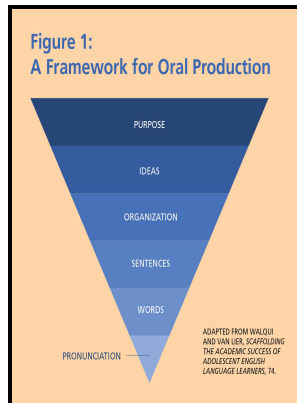 Figure 1:
A Framework for Oral Production
PURPOSE
IDEAS
ORGANIZATION
SENTENCES
WORDS
PRONUNCIATION
ADAPTED FROM WALQUI
AND VAN LIER, SCAFFOLDING
THE ACADEMIC SUCCESS OF
ADOLESCENT ENGLISH
LANGUAGE LEARNERS, 74.